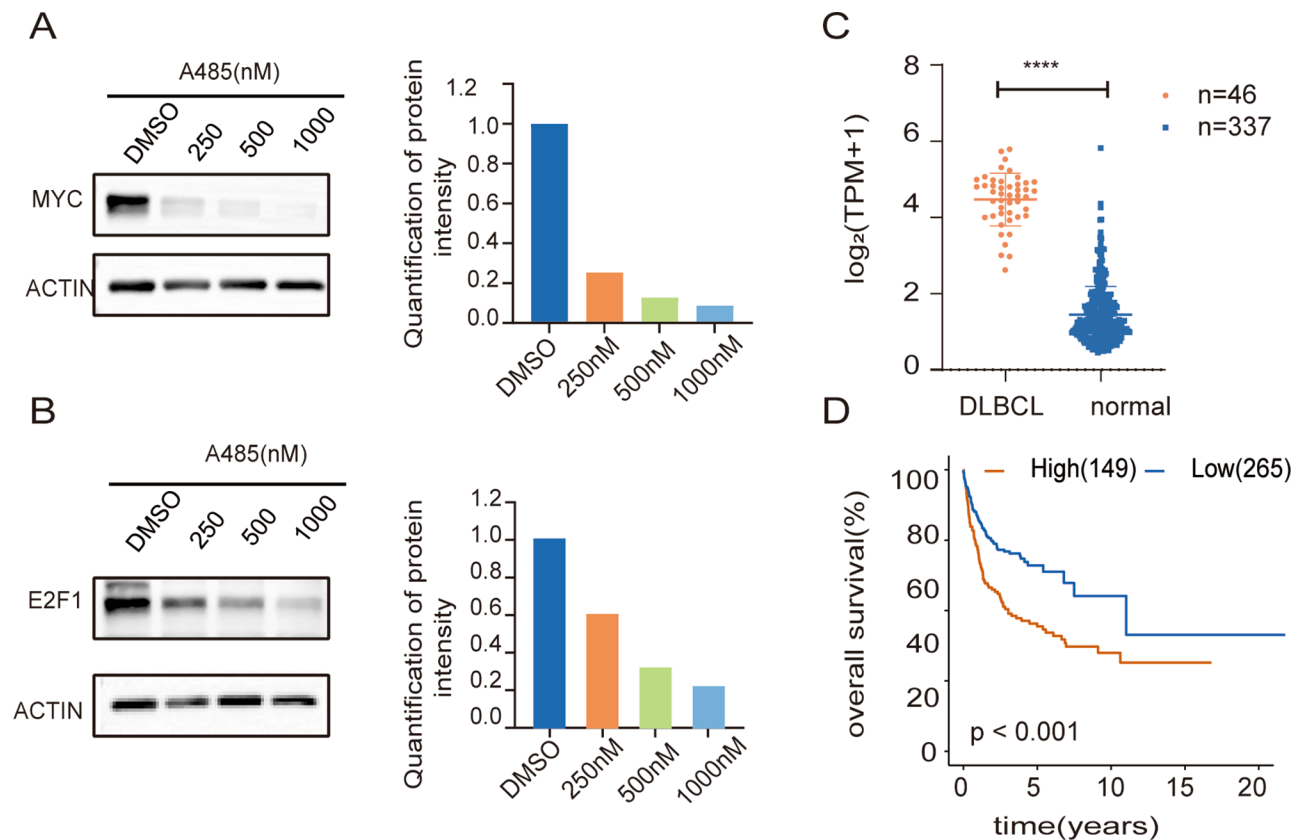 A
A485(nM)
DMSO
250
500
1000
MYC
ACTIN
Quantification of protein
intensity
1.2
1.0
0.8
0.6
0.4
0.2
0.0
DMSO
250nM
500nM
1000nM
B
A485(nM)
DMSO
250
500
1000
E2F1
ACTIN
Quantification of protein
intensity
1.2
1.0
0.8
0.6
0.4
0.2
0.0
DMSO
250nM
500nM
1000nM
C
log₂(TPM+1)
8
6
4
2
0
****
n=46
n=337
DLBCL
normal
D
High(149)
Low(265)
overall survival(%)
100
80
60
40
20
0
p < 0.001
0
5
10
15
20
time(years)